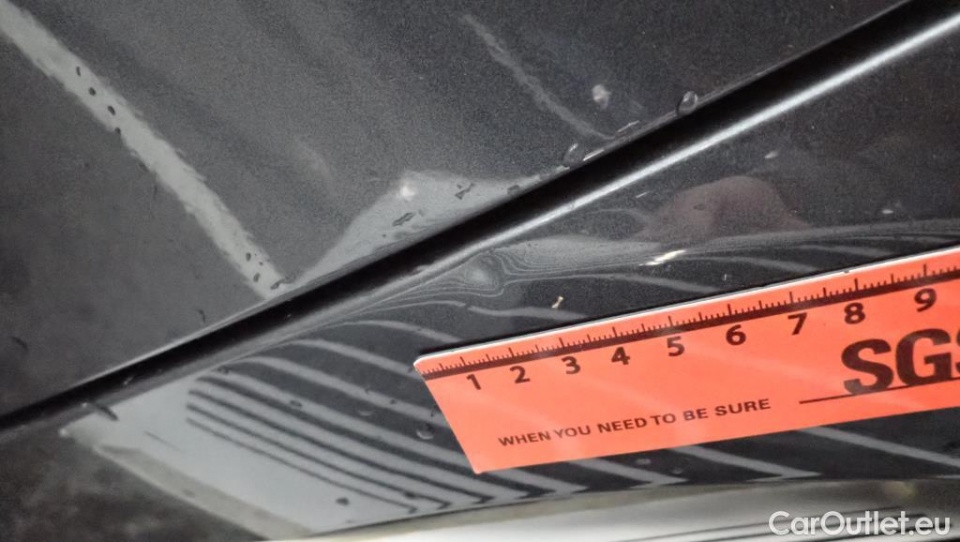 1 2 3 4 5 6 7 8 9
SGS
WHEN YOU NEED TO BE SURE
CarOutlet.eu